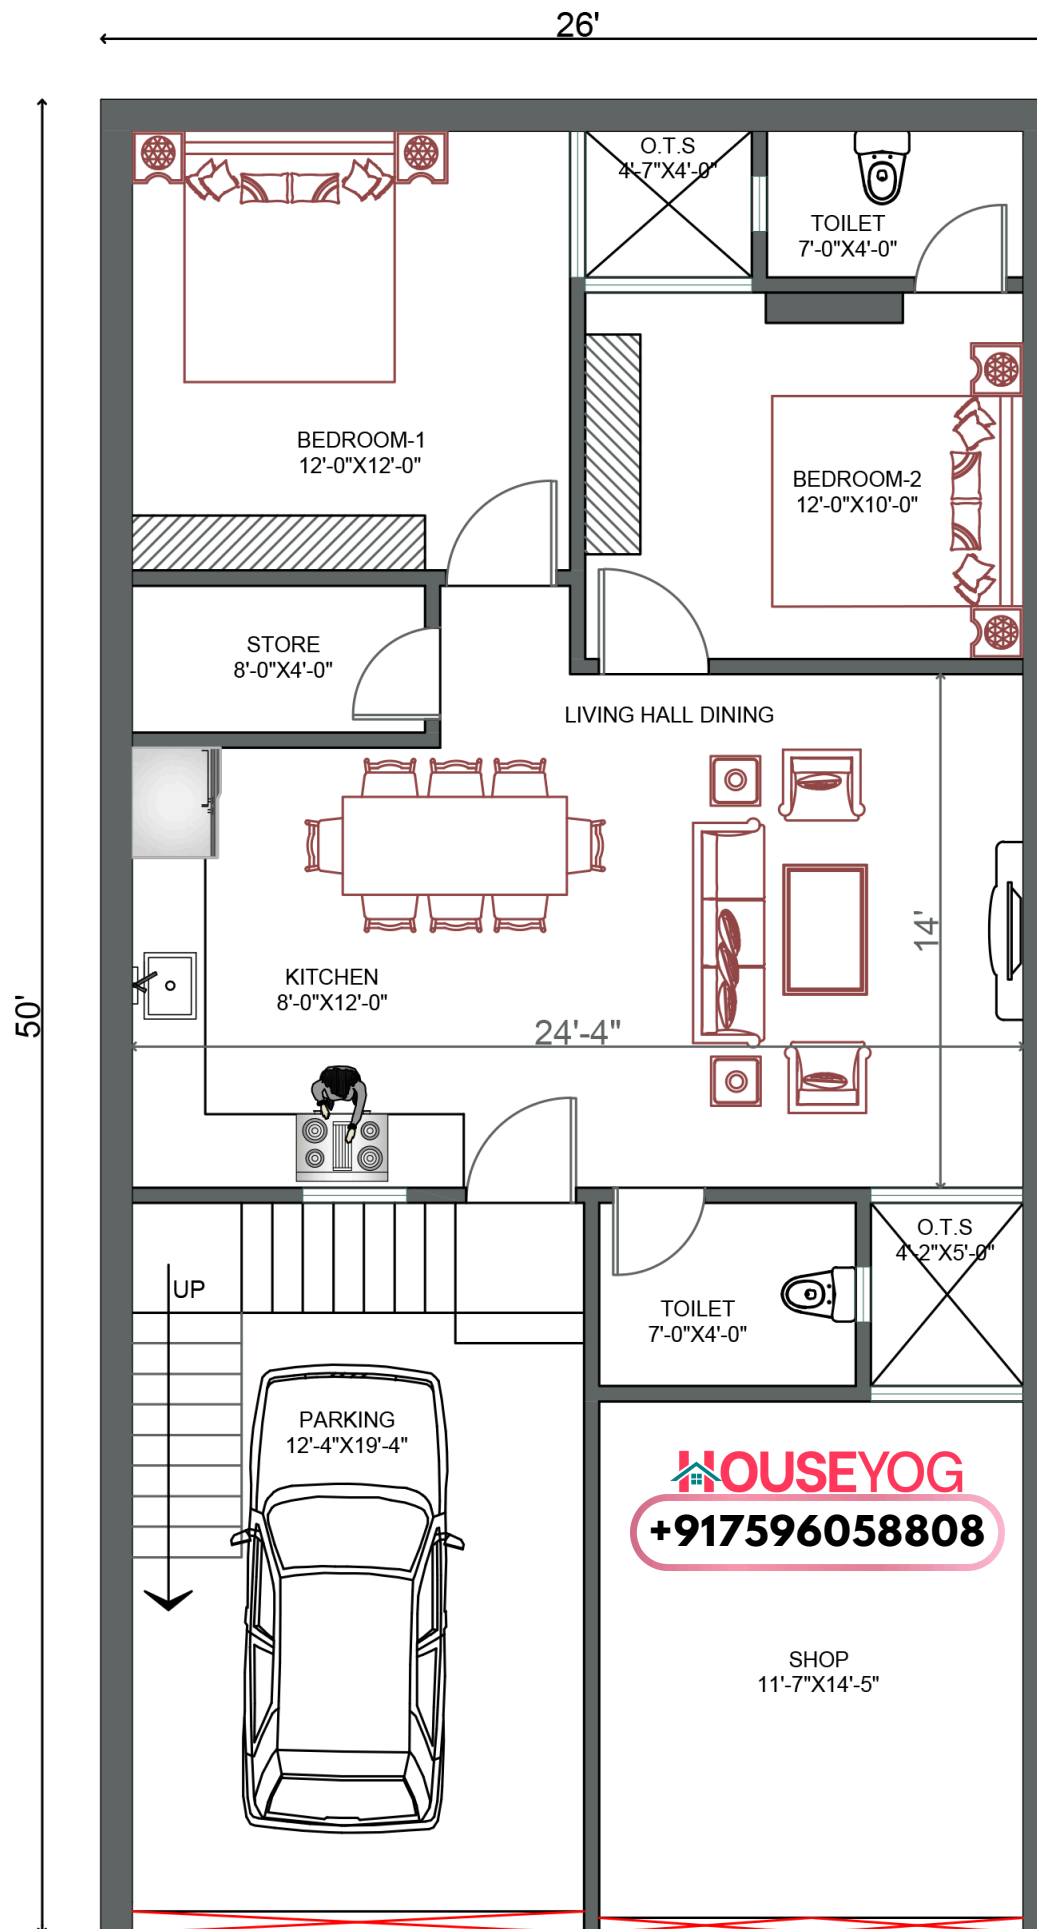 26'
O.T.S
4'-7"X4'-0"
TOILET
7'-0"X4'-0"
BEDROOM-1
12'-0"X12'-0"
BEDROOM-2
12'-0"X10'-0"
STORE
8'-0"X4'-0"
LIVING HALL DINING
14'
KITCHEN
8'-0"X12'-0"
50'
24'-4"
O.T.S
4'-2"X5'-0"
UP
TOILET
7'-0"X4'-0"
PARKING
12'-4"X19'-4"
HOUSEYOG
+917596058808
SHOP
11'-7"X14'-5"